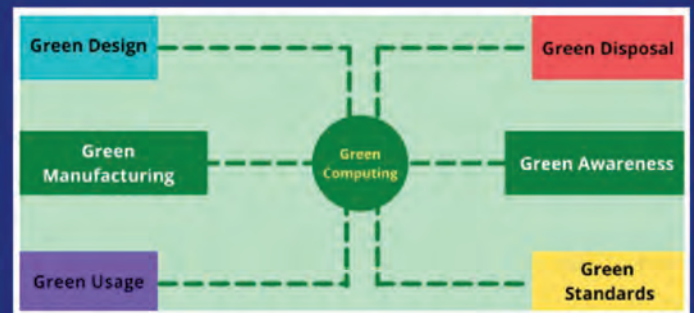 Green Design
Green Disposal
Green
Manufacturing
Green
Computing
Green Awareness
Green Usage
Green
Standards